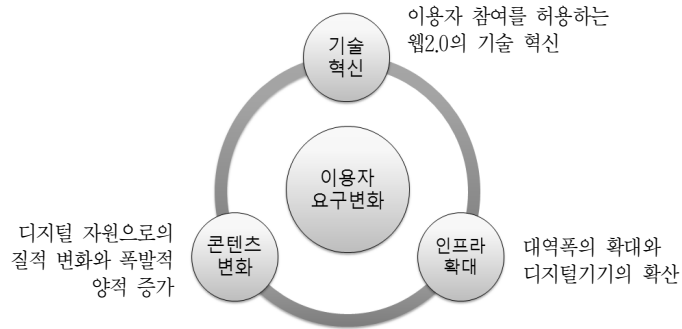 이용자 참여를 허용하는
웹2.0의 기술 혁신
기술
혁신
이용자
요구변화
디지털 자원으로의
질적 변화와 폭발적
양적 증가
콘텐츠
변화
인프라
확대
대역폭의 확대와
디지털기기의 확산